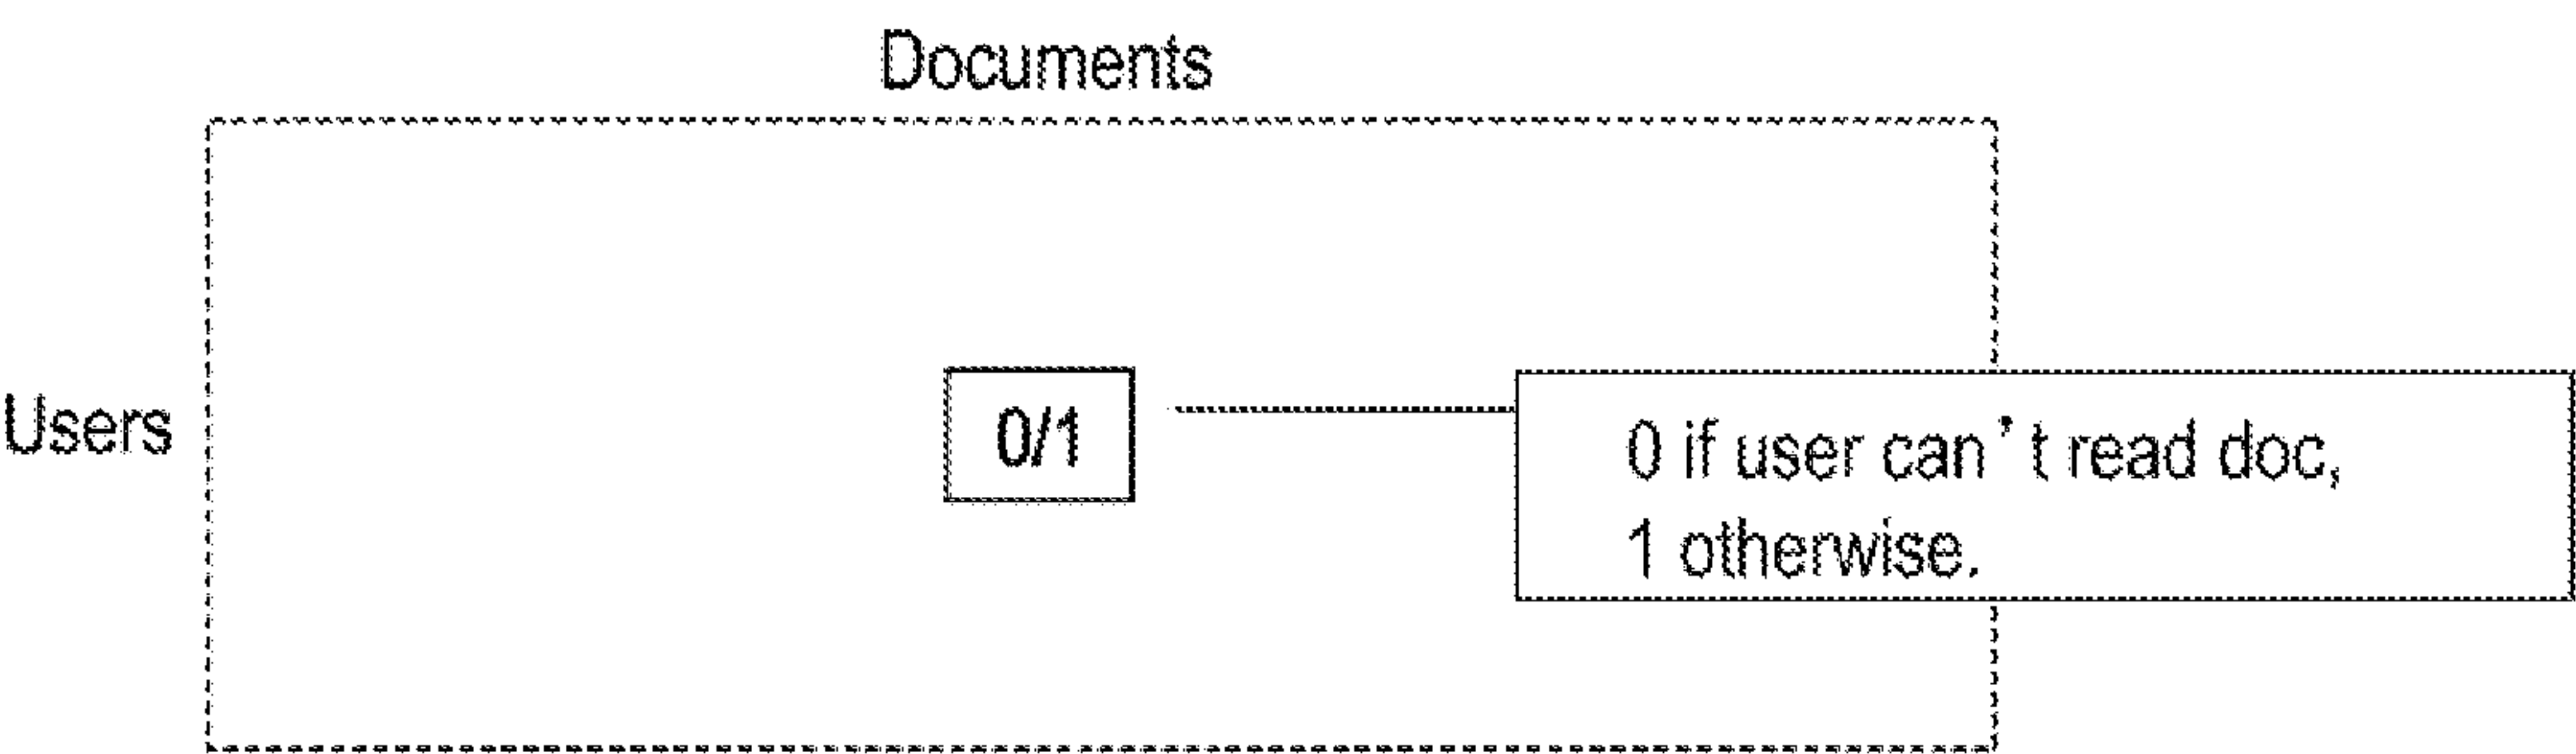 Documents
Users
0/1
0 if user can't read doc,
1 otherwise.